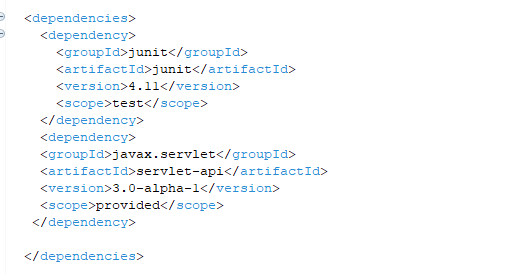 <dependencies>
<dependency>
<groupId>junit</groupId>
<artifactId>junit</artifactId>
<version>4.11</version>
<scope>test</scope>
</dependency>
<dependency>
<groupId>javax.servlet</groupId>
<artifactId>servlet-api</artifactId>
<version>3.0-alpha-1</version>
<scope>provided</scope>
</dependency>
</dependencies>